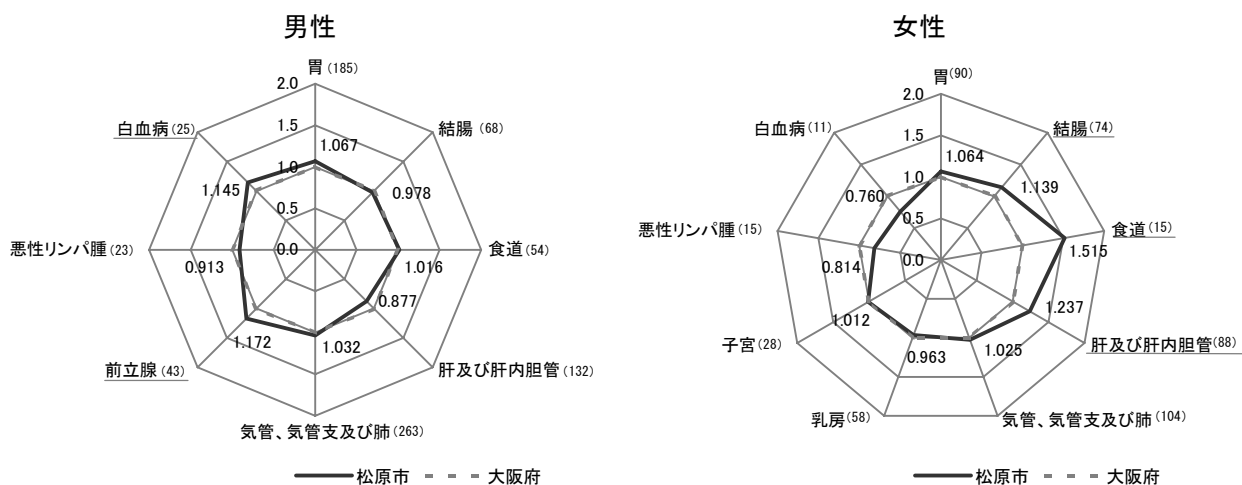 男性
胃(185)
2.0
1.5
1.0
0.5
0.0
白血病(25)
結腸(68)
1.067
0.978
1.145
悪性リンパ腫(23)
食道(54)
0.913
1.016
0.877
1.172
1.032
前立腺(43)
肝及び肝内胆管(132)
気管、気管支及び肺(263)
松原市 大阪府
女性
胃(90)
2.0
1.5
1.0
0.5
0.0
白血病(11)
結腸(74)
1.064
1.139
0.760
悪性リンパ腫(15)
食道(15)
1.515
0.814
1.237
1.012
1.025
0.963
子宮(28)
肝及び肝内胆管(88)
乳房(58)
気管、気管支及び肺(104)
松原市 大阪府